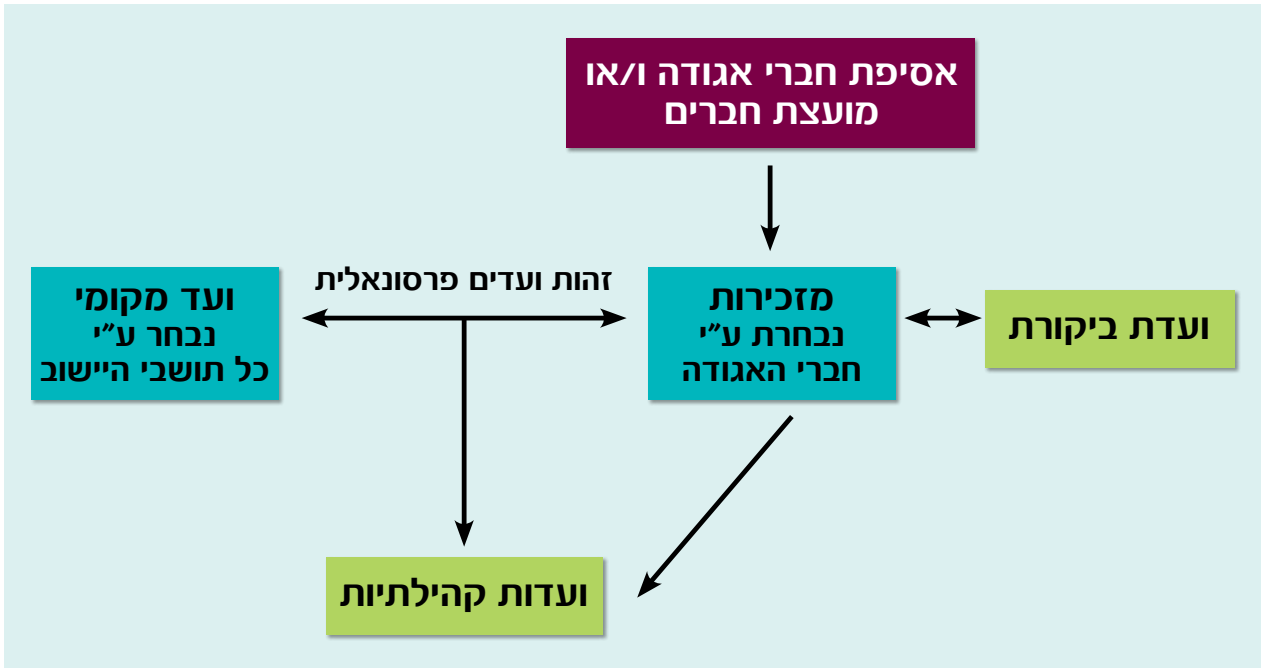 אסיפת חברי אגודה ו/או
מועצת חברים
זהות ועדים פרסונאלית
מזכירות
נבחרת ע״י
חברי האגודה
ועד מקומי
נבחר ע״י
כל תושבי היישוב
ועדת ביקורת
ועדות קהילתיות